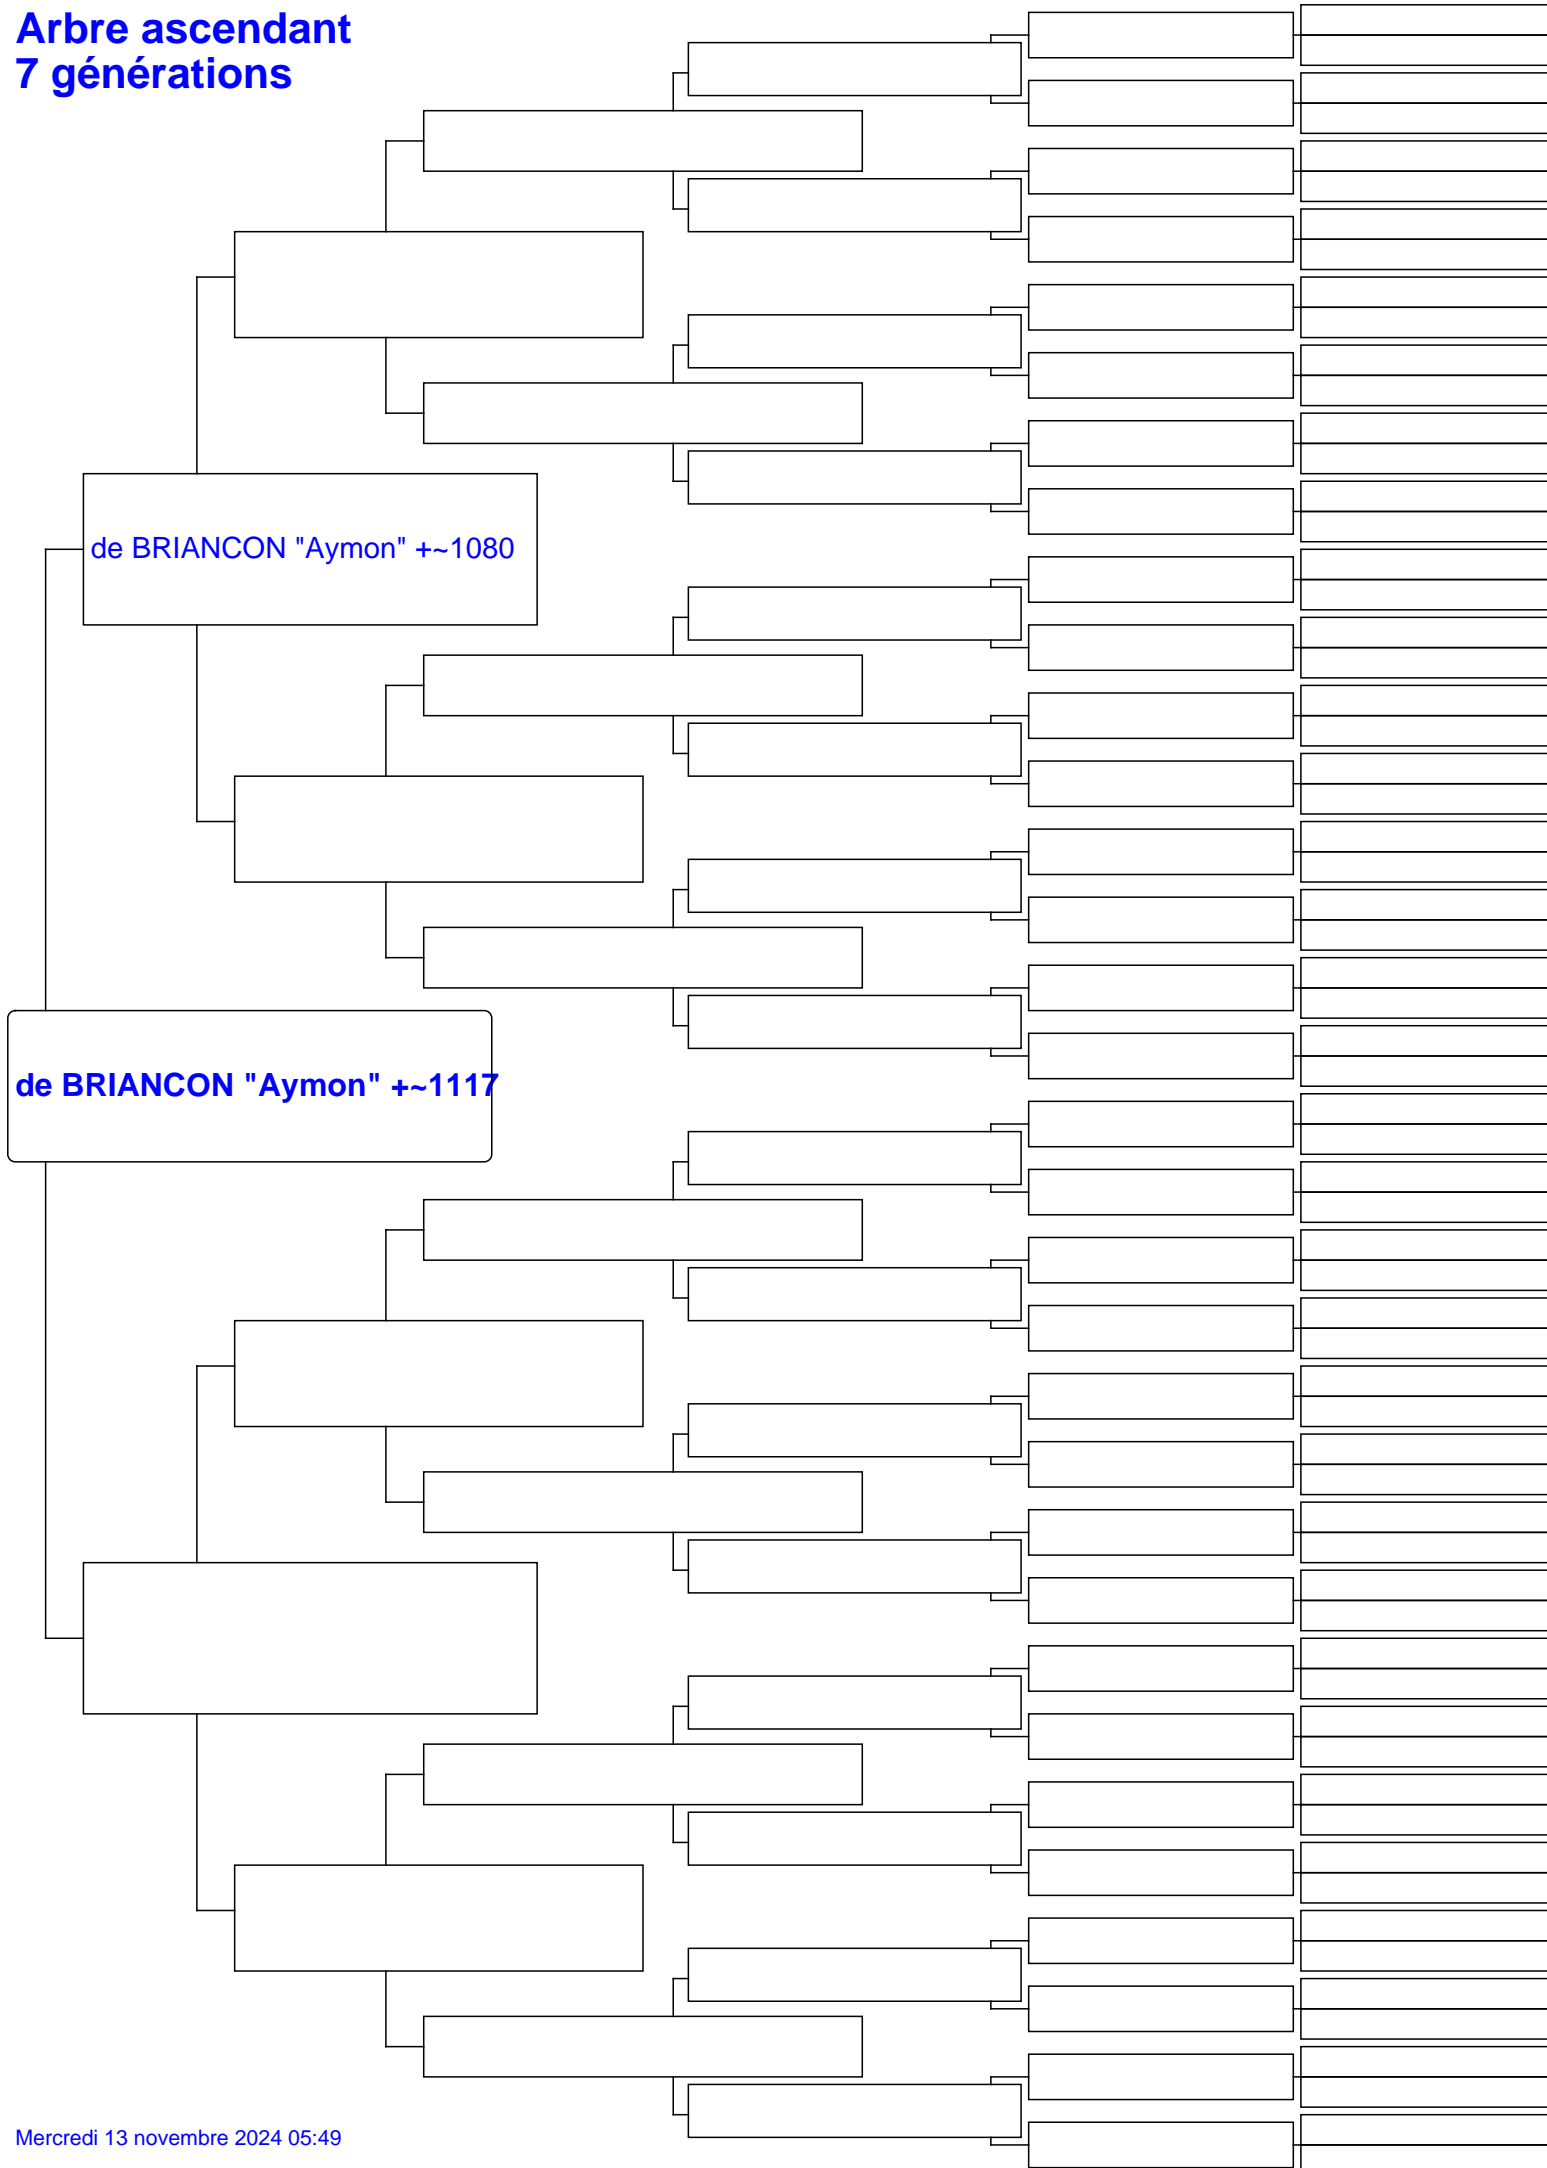 Arbre ascendant
7 générations
de BRIANCON "Aymon" +~1080
de BRIANCON "Aymon" +~1117
Mercredi 13 novembre 2024 05:49